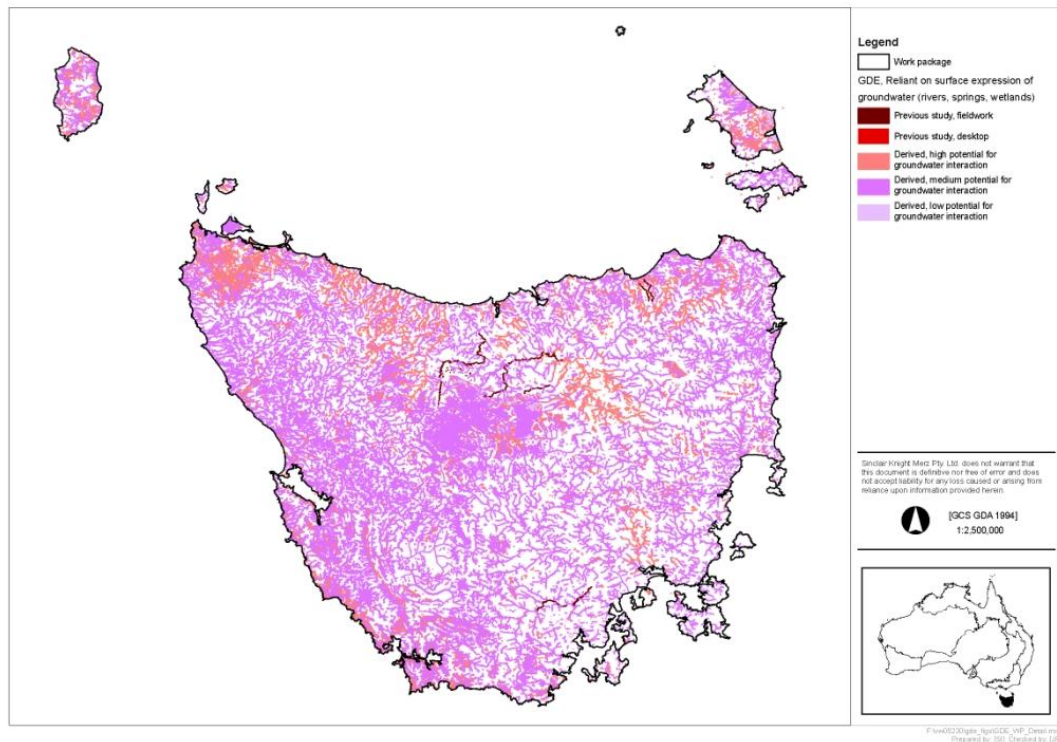 Legend
Work package
GDE, Reliant on surface expression of
groundwater (rivers, springs, wetlands)
Previous study, fieldwork
Previous study, desktop
Derived, high potential for
groundwater interaction
Derived, medium potential for
groundwater interaction
Derived, low potential for
groundwater interaction
Sinclair Knight Merz Pty. Ltd. does not warrant that
this document is definitive nor free of error and does
not accept liability for any loss caused or arising from
reliance upon information provided herein.
[GCS GDA 1994]
1:2,500,000
Prepared by: Checked by: